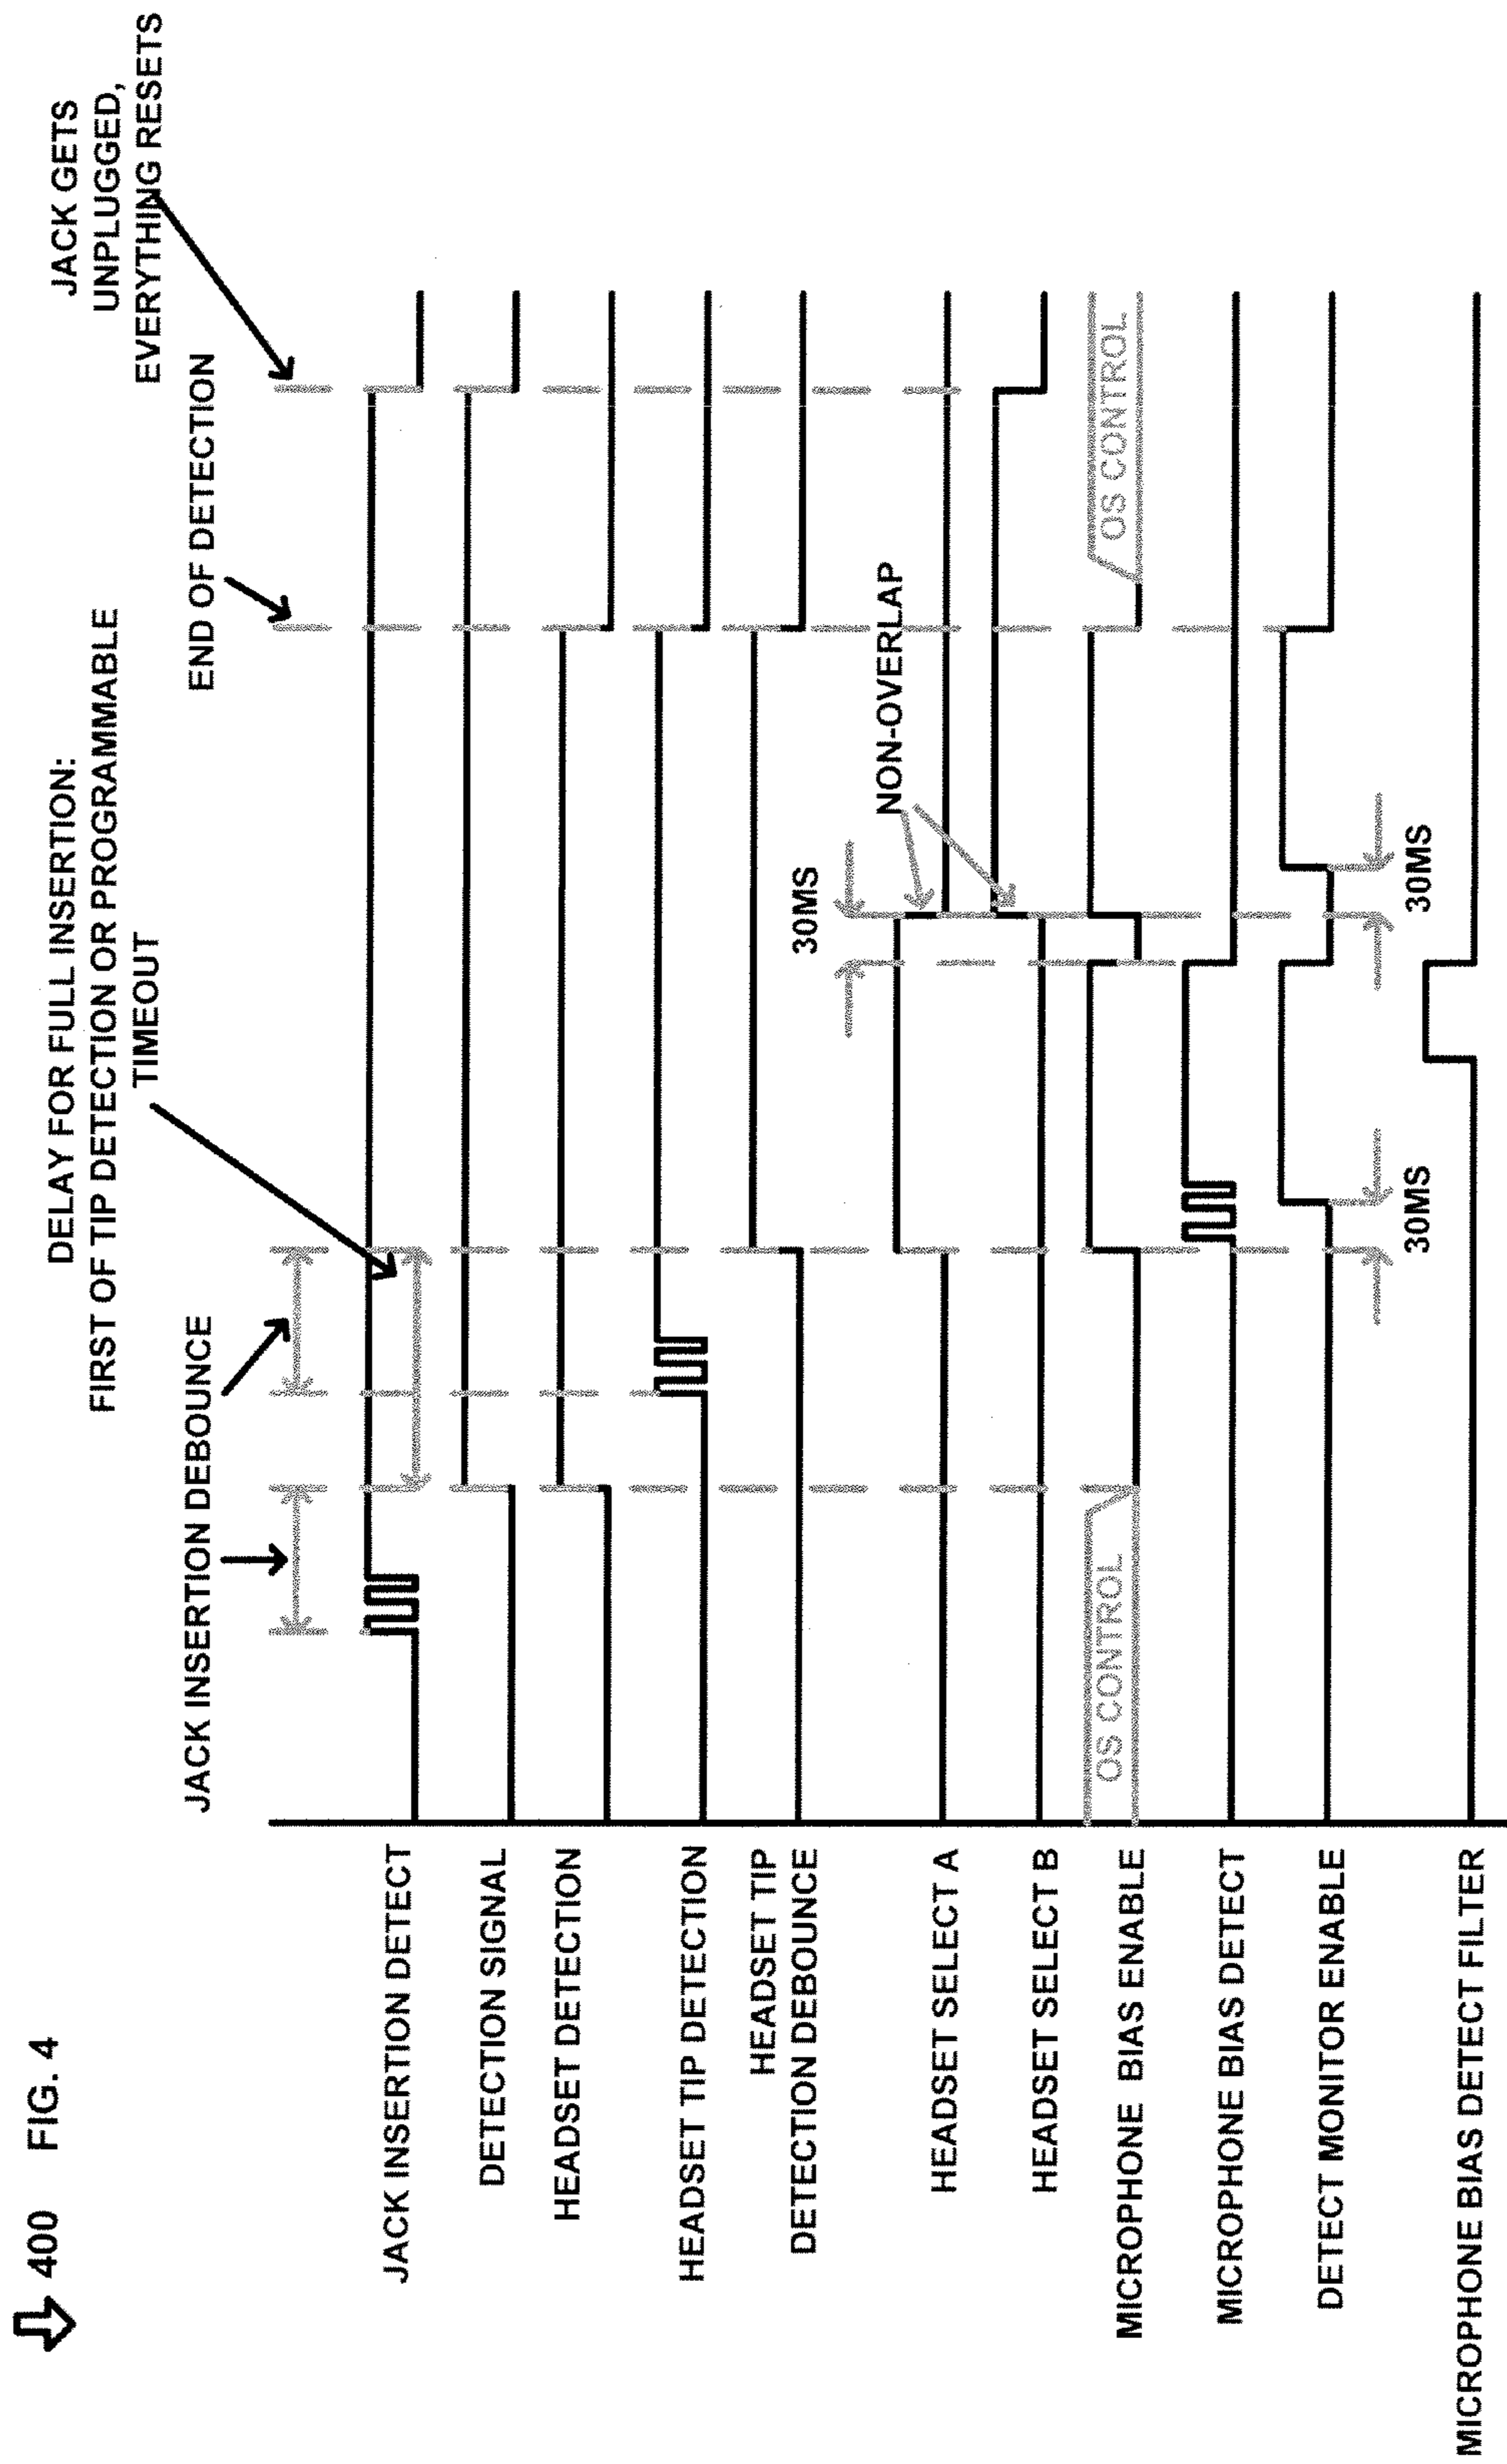 400 FIG. 4
DELAY FOR FULL INSERTION:
FIRST OF TIP DETECTION OR PROGRAMMABLE
TIMEOUT
JACK GETS
UNPLUGGED,
EVERYTHING RESETS
JACK INSERTION DEBOUNCE
END OF DETECTION
JACK INSERTION DETECT
DETECTION SIGNAL
HEADSET DETECTION
HEADSET TIP DETECTION
HEADSET TIP
DETECTION DEBOUNCE
30MS
NON-OVERLAP
HEADSET SELECT A
HEADSET SELECT B
MICROPHONE BIAS ENABLE
OS CONTROL
OS CONTROL
MICROPHONE BIAS DETECT
DETECT MONITOR ENABLE
30MS
30MS
MICROPHONE BIAS DETECT FILTER